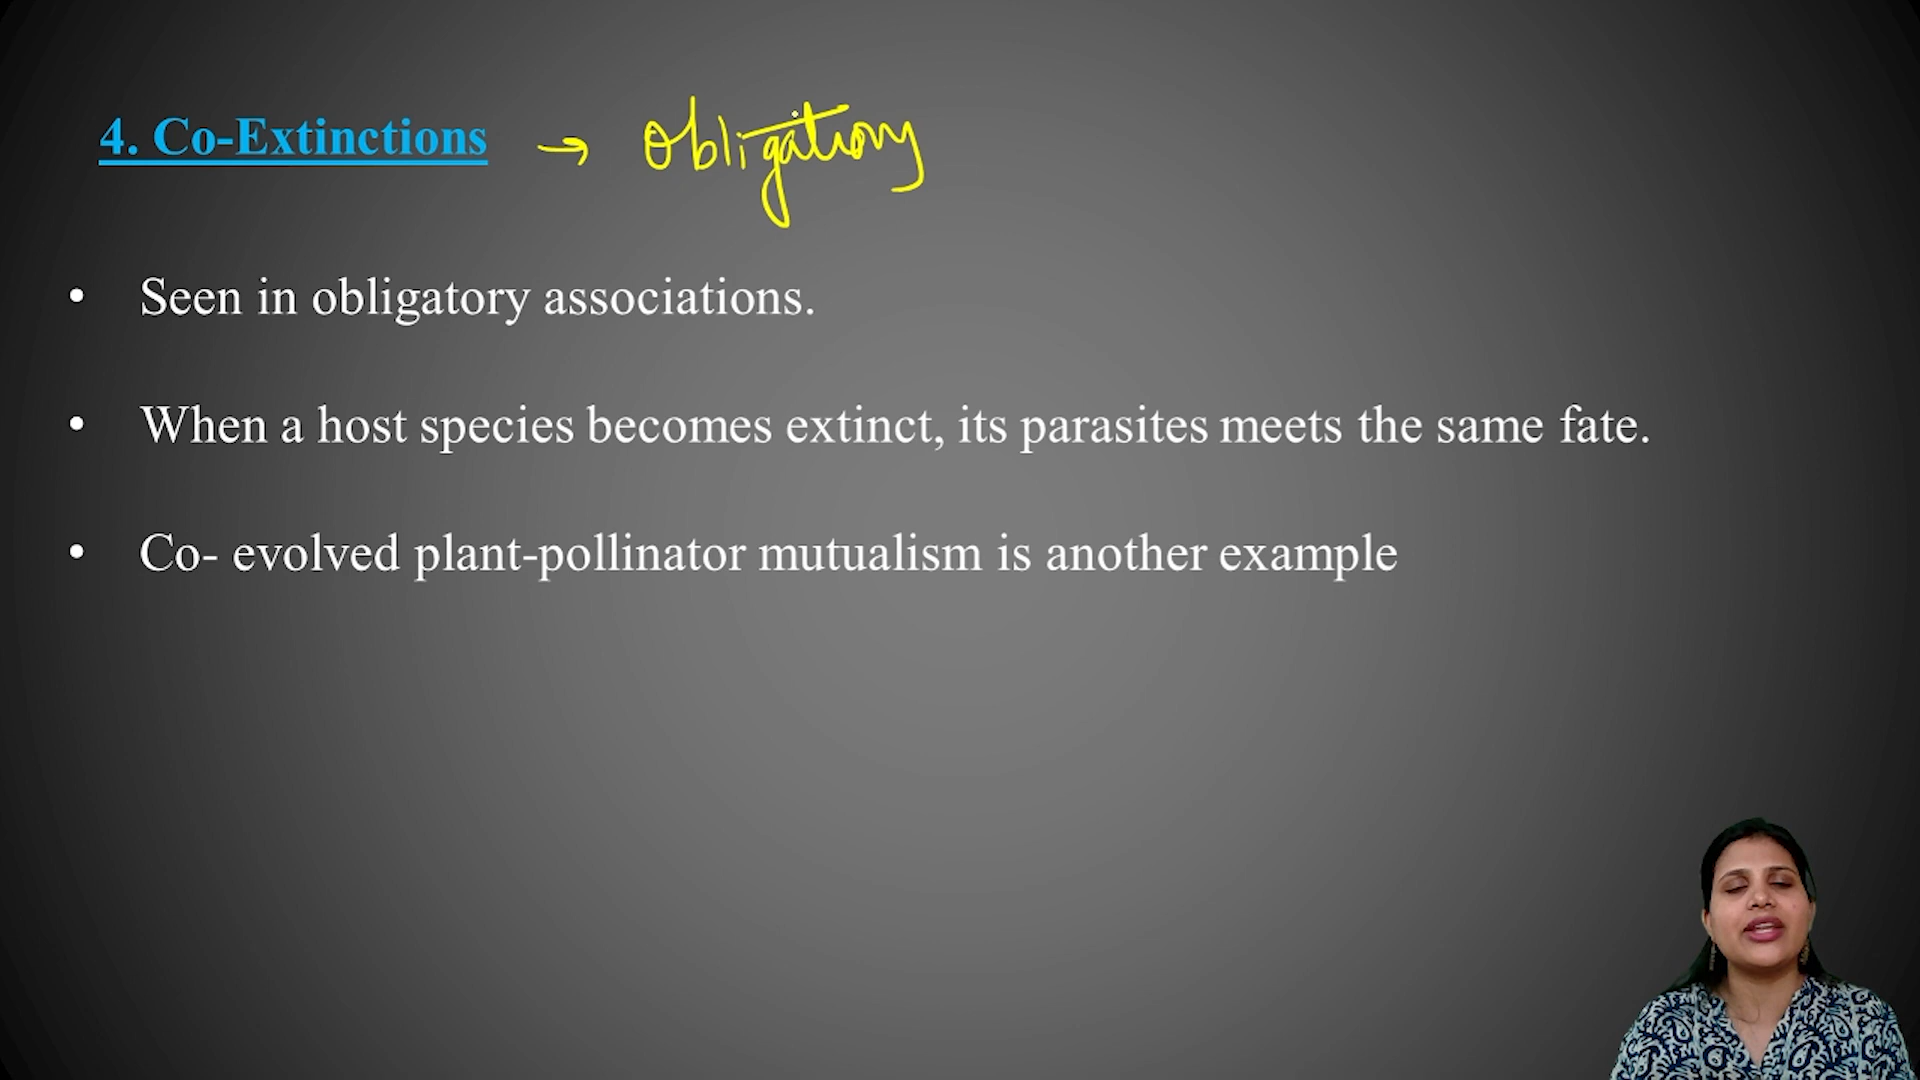 4. Co-Extinctions → Obligatory
• Seen in obligatory associations.
• When a host species becomes extinct, its parasites meets the same fate.
• Co- evolved plant-pollinator mutualism is another example